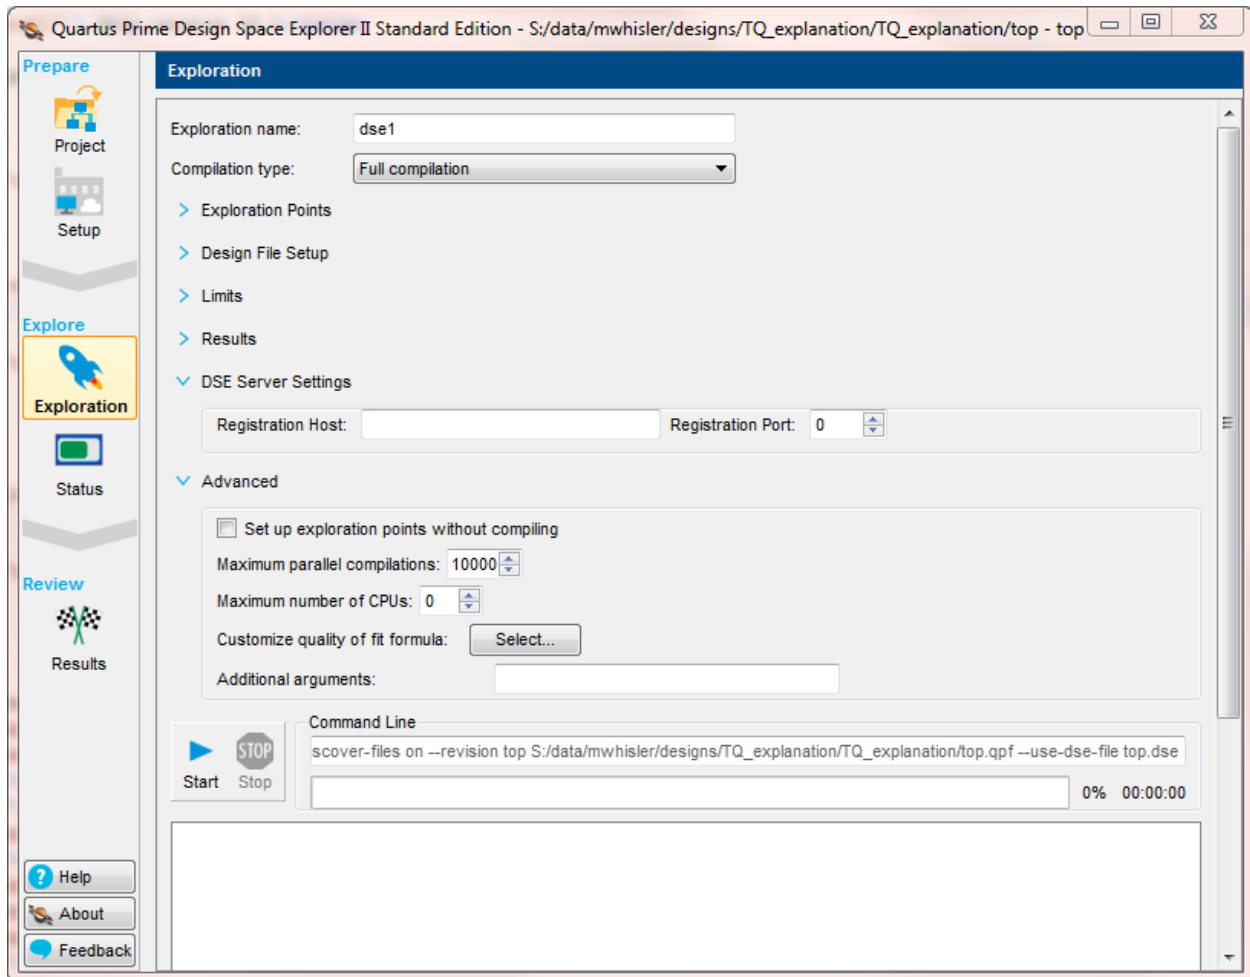 Quartus Prime Design Space Explorer II Standard Edition - S:/data/mwhisler/designs/TQ_explanation/TQ_explanation/top - top
Prepare
Project
Setup
Explore
Exploration
Status
Review
Results
Help
About
Feedback
Exploration
Exploration name: dse1
Compilation type: Full compilation
Exploration Points
Design File Setup
Limits
Results
DSE Server Settings
Registration Host: Registration Port: 0
Advanced
Set up exploration points without compiling
Maximum parallel compilations: 10000
Maximum number of CPUs: 0
Customize quality of fit formula: Select...
Additional arguments:
Start STOP Stop
Command Line
scover-files on --revision top S:/data/mwhisler/designs/TQ_explanation/TQ_explanation/top.qpf --use-dse-file top.dse
0% 00:00:00